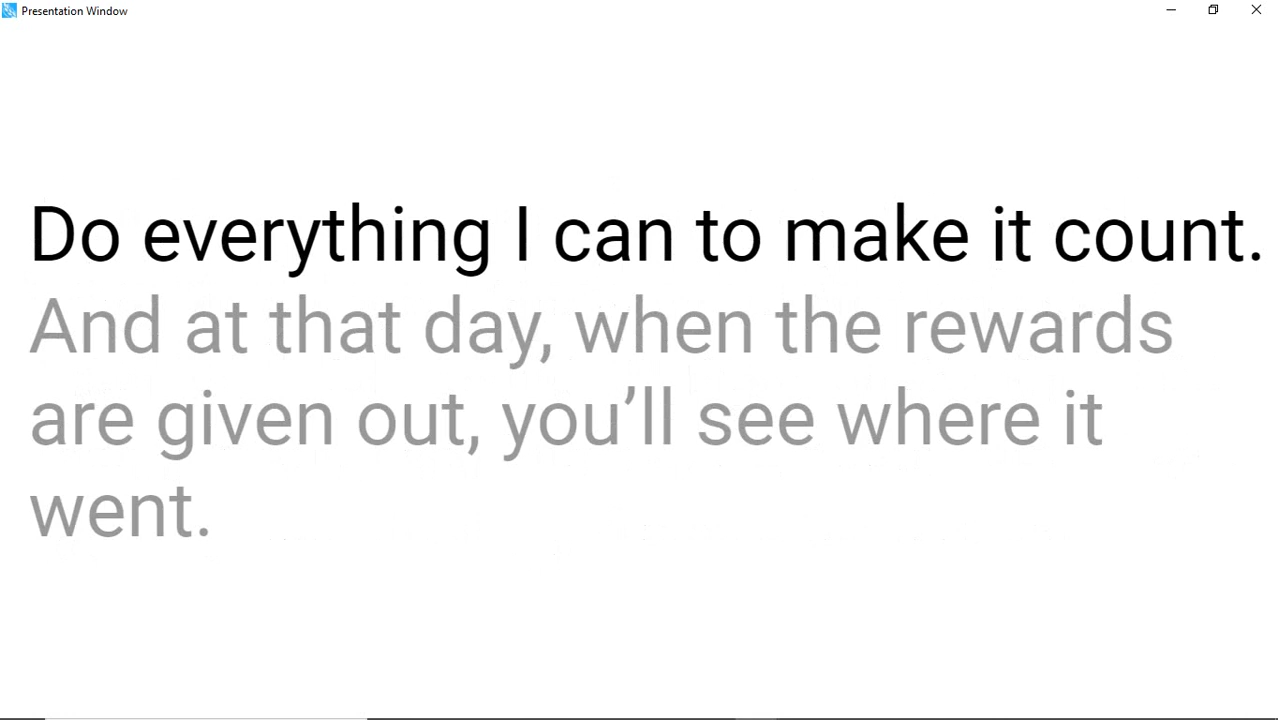 Presentation Window
Do everything I can to make it count.
And at that day, when the rewards
are given out, you’ll see where it
went.